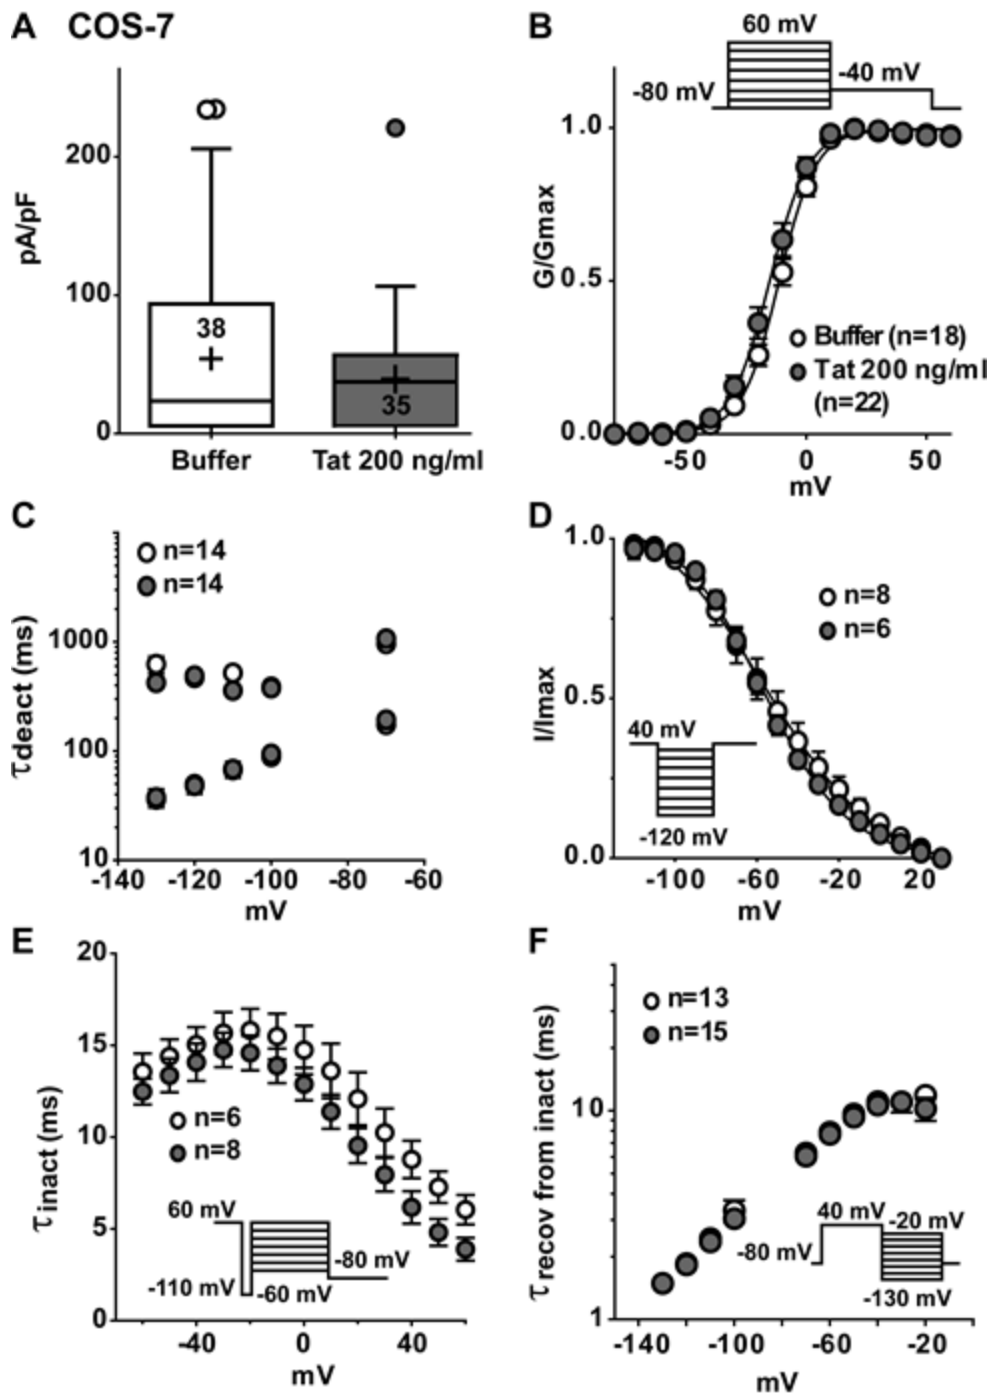 A COS-7
pA/pF
200
100
0
38
35
Buffer
Tat 200 ng/ml
B
60 mV
-40 mV
-80 mV
G/Gmax
1.0
0.5
0.0
Buffer (n=18)
Tat 200 ng/ml
(n=22)
-50
0
50
mV
C
n=14
n=14
τdeact (ms)
1000
100
10
-140
-120
-100
-80
-60
mV
D
I/Imax
1.0
0.5
0.0
n=8
n=6
40 mV
-120 mV
-100
-60
-20
20
mV
E
τinact (ms)
20
15
10
5
0
n=6
n=8
60 mV
-80 mV
-110 mV
-60 mV
-40
0
40
mV
F
τrecov from inact (ms)
n=13
n=15
10
1
40 mV
-20 mV
-80 mV
-130 mV
-140
-100
-60
-20
mV